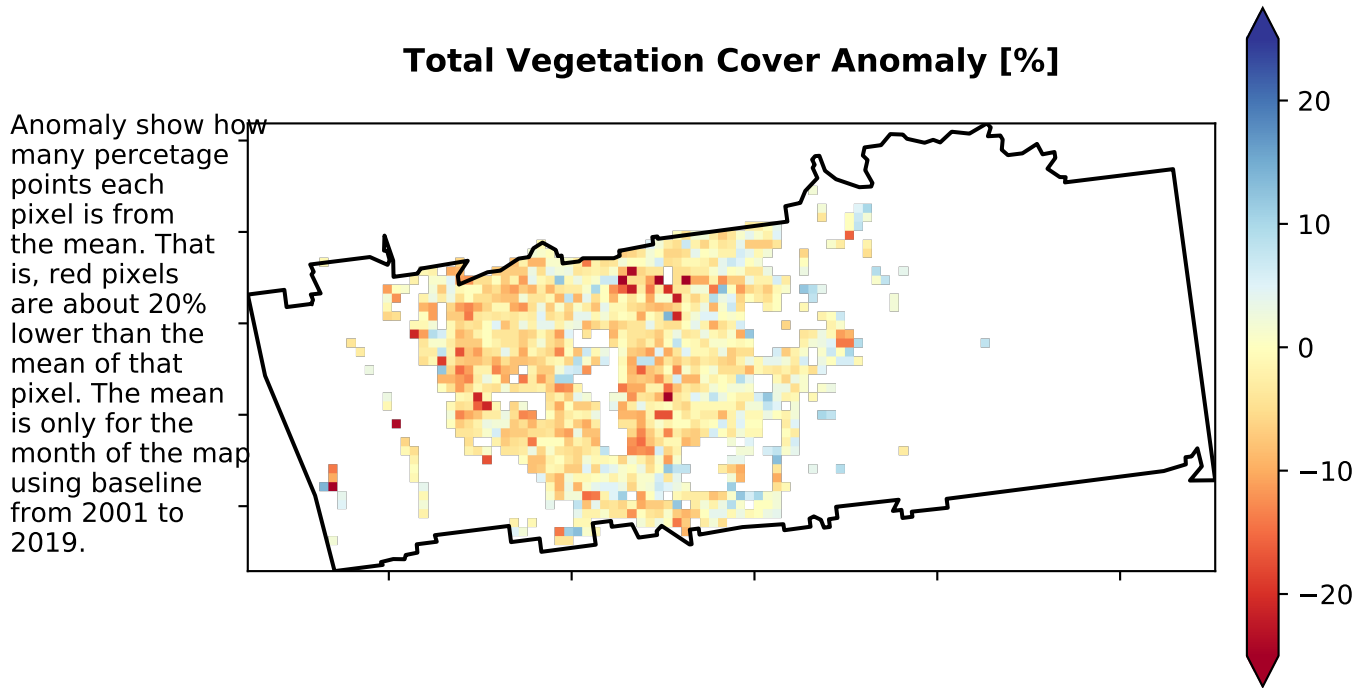 Total Vegetation Cover Anomaly [%]
Anomaly show how
many percetage
points each
pixel is from
the mean. That
is, red pixels
are about 20%
lower than the
mean of that
pixel. The mean
is only for the
month of the map
using baseline
from 2001 to
2019.
20
10
0
−10
−20